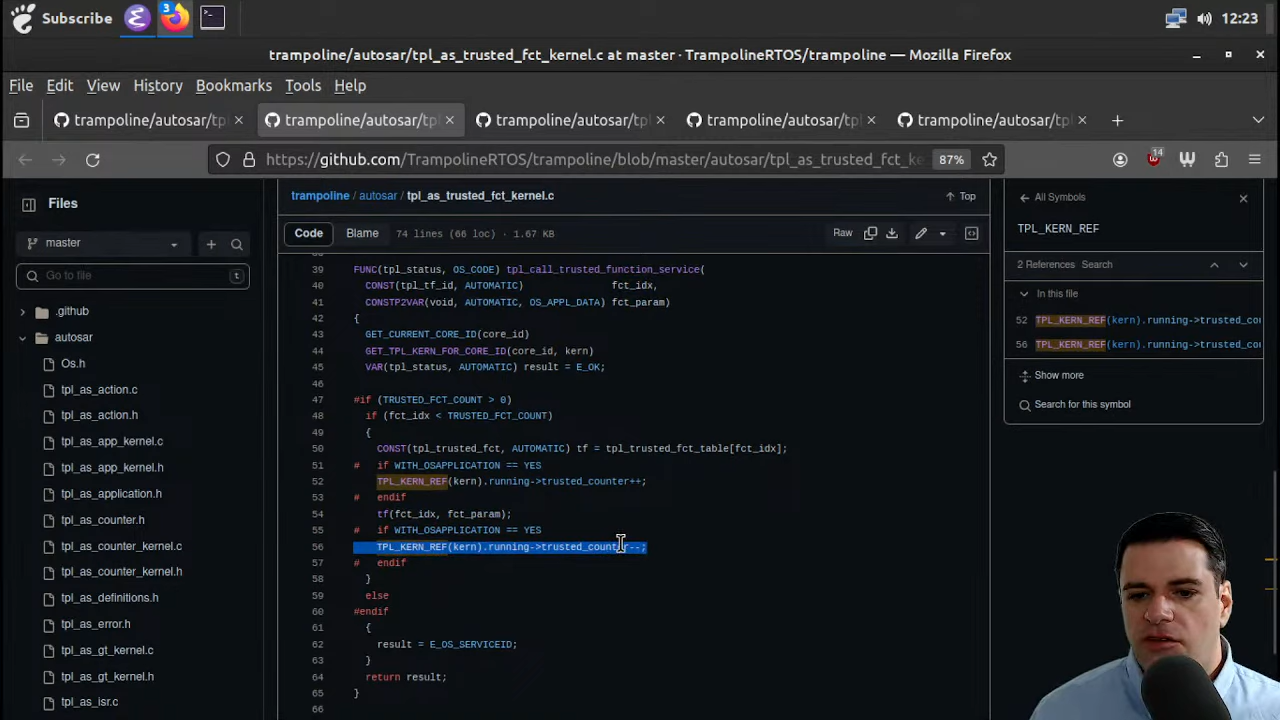 Subscribe
3
12:23
trampoline/autosar/tpl_as_trusted_fct_kernel.c at master · TrampolineRTOS/trampoline — Mozilla Firefox
File Edit View History Bookmarks Tools Help
trampoline/autosar/tp
trampoline/autosar/tpl
trampoline/autosar/tpl
trampoline/autosar/tpl
trampoline/autosar/tpl
https://github.com/TrampolineRTOS/trampoline/blob/master/autosar/tpl_as_trusted_fct_ke
87%
14
Files
master
Go to file
t
.github
autosar
Os.h
tpl_as_action.c
tpl_as_action.h
tpl_as_app_kernel.c
tpl_as_app_kernel.h
tpl_as_application.h
tpl_as_counter.h
tpl_as_counter_kernel.c
tpl_as_counter_kernel.h
tpl_as_definitions.h
tpl_as_error.h
tpl_as_gt_kernel.c
tpl_as_gt_kernel.h
tpl_as_isr.c
trampoline / autosar / tpl_as_trusted_fct_kernel.c
Top
Code Blame 74 lines (66 loc) · 1.67 KB
Raw
39 FUNC(tpl_status, OS_CODE) tpl_call_trusted_function_service(
40 CONST(tpl_tf_id, AUTOMATIC) fct_idx,
41 CONSTP2VAR(void, AUTOMATIC, OS_APPL_DATA) fct_param)
42 {
43 GET_CURRENT_CORE_ID(core_id)
44 GET_TPL_KERN_FOR_CORE_ID(core_id, kern)
45 VAR(tpl_status, AUTOMATIC) result = E_OK;
46
47 #if (TRUSTED_FCT_COUNT > 0)
48 if (fct_idx < TRUSTED_FCT_COUNT)
49 {
50 CONST(tpl_trusted_fct, AUTOMATIC) tf = tpl_trusted_fct_table[fct_idx];
51 # if WITH_OSAPPLICATION == YES
52 TPL_KERN_REF(kern).running->trusted_counter++;
53 # endif
54 tf(fct_idx, fct_param);
55 # if WITH_OSAPPLICATION == YES
56 TPL_KERN_REF(kern).running->trusted_counter--;
57 # endif
58 }
59 else
60 #endif
61 {
62 result = E_OS_SERVICEID;
63 }
64 return result;
65 }
66
All Symbols
TPL_KERN_REF
2 References Search
In this file
52 TPL_KERN_REF(kern).running->trusted_cou
56 TPL_KERN_REF(kern).running->trusted_cou
Show more
Search for this symbol